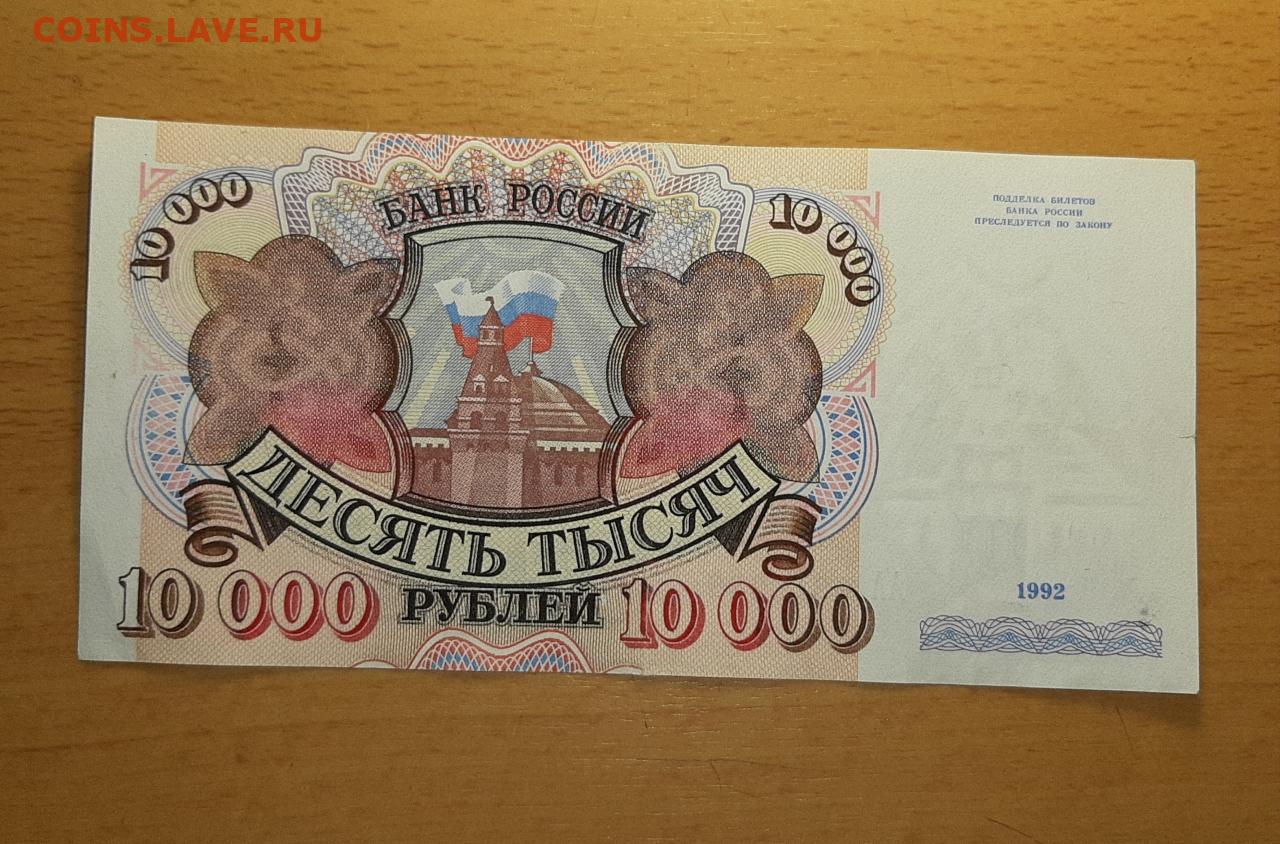 COINS.LAVE.RU
10 000
БАНК РОССИИ
10 000
ПОДДЕЛКА БИЛЕТОВ
БАНКА РОССИИ
ПРЕСЛЕДУЕТСЯ ПО ЗАКОНУ
ДЕСЯТЬ ТЫСЯЧ
10 000 РУБЛЕЙ 10 000
1992